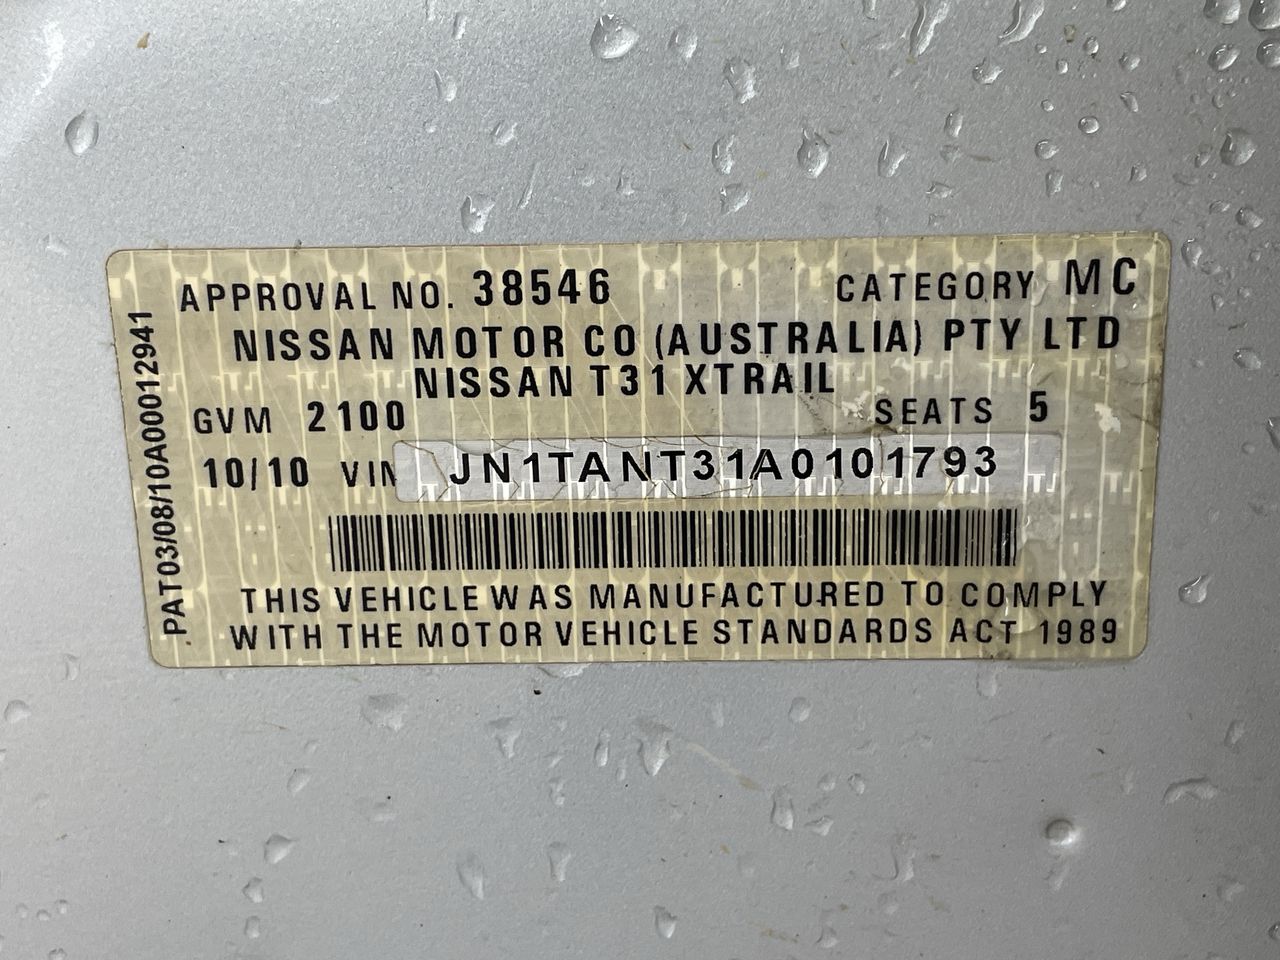 APPROVAL NO. 38546 CATEGORY MC
NISSAN MOTOR CO (AUSTRALIA) PTY LTD
NISSAN T31 XTRAIL
GVM 2100 SEATS 5
10/10 VIN JN1TANT31A0101793
THIS VEHICLE WAS MANUFACTURED TO COMPLY
WITH THE MOTOR VEHICLE STANDARDS ACT 1989
PAT03/08/10A00012941